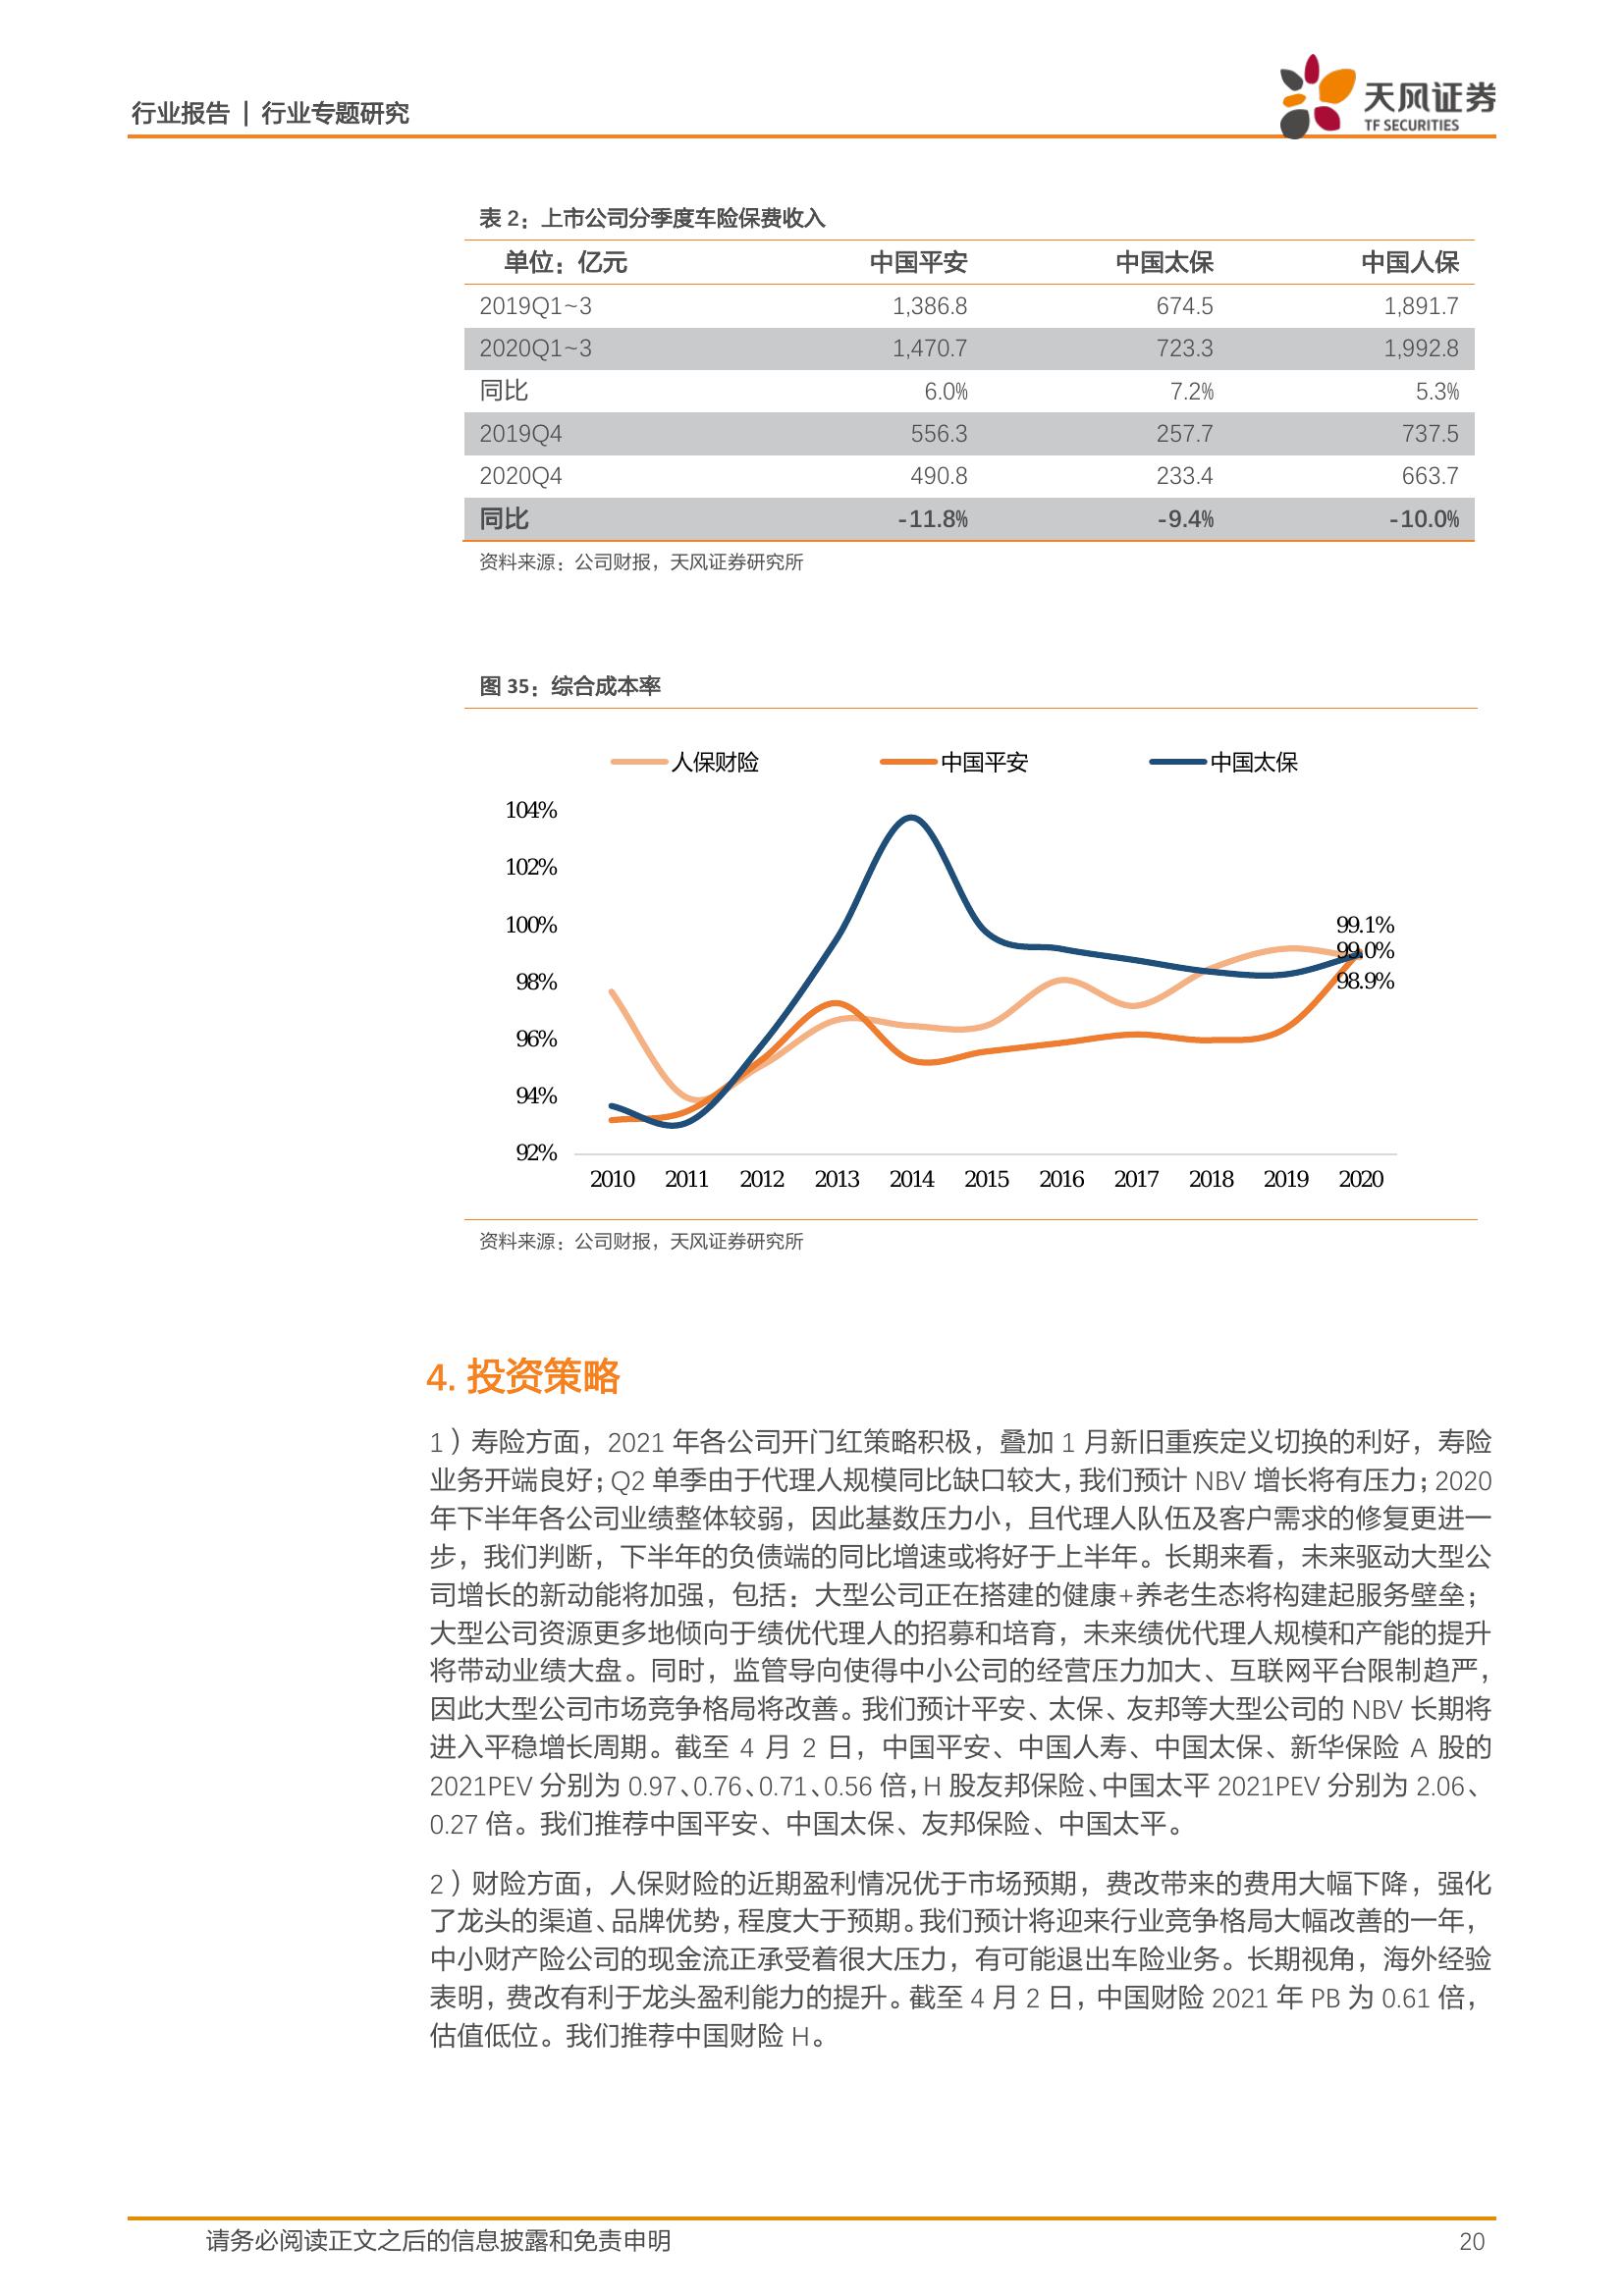 行业报告 | 行业专题研究
天风证券
TF SECURITIES
表 2：上市公司分季度车险保费收入
单位：亿元 中国平安 中国太保 中国人保
2019Q1~3 1,386.8 674.5 1,891.7
2020Q1~3 1,470.7 723.3 1,992.8
同比 6.0% 7.2% 5.3%
2019Q4 556.3 257.7 737.5
2020Q4 490.8 233.4 663.7
同比 -11.8% -9.4% -10.0%
资料来源：公司财报，天风证券研究所
图 35：综合成本率
人保财险 中国平安 中国太保
104%
102%
100%
98%
96%
94%
92%
99.1%
99.0%
98.9%
2010 2011 2012 2013 2014 2015 2016 2017 2018 2019 2020
资料来源：公司财报，天风证券研究所
4. 投资策略
1）寿险方面，2021 年各公司开门红策略积极，叠加 1 月新旧重疾定义切换的利好，寿险
业务开端良好；Q2 单季由于代理人规模同比缺口较大，我们预计 NBV 增长将有压力；2020
年下半年各公司业绩整体较弱，因此基数压力小，且代理人队伍及客户需求的修复更进一
步，我们判断，下半年的负债端的同比增速或将好于上半年。长期来看，未来驱动大型公
司增长的新动能将加强，包括：大型公司正在搭建的健康+养老生态将构建起服务壁垒；
大型公司资源更多地倾向于绩优代理人的招募和培育，未来绩优代理人规模和产能的提升
将带动业绩大盘。同时，监管导向使得中小公司的经营压力加大、互联网平台限制趋严，
因此大型公司市场竞争格局将改善。我们预计平安、太保、友邦等大型公司的 NBV 长期将
进入平稳增长周期。截至 4 月 2 日，中国平安、中国人寿、中国太保、新华保险 A 股的
2021PEV 分别为 0.97、0.76、0.71、0.56 倍，H 股友邦保险、中国太平 2021PEV 分别为 2.06、
0.27 倍。我们推荐中国平安、中国太保、友邦保险、中国太平。
2）财险方面，人保财险的近期盈利情况优于市场预期，费改带来的费用大幅下降，强化
了龙头的渠道、品牌优势，程度大于预期。我们预计将迎来行业竞争格局大幅改善的一年，
中小财产险公司的现金流正承受着很大压力，有可能退出车险业务。长期视角，海外经验
表明，费改有利于龙头盈利能力的提升。截至 4 月 2 日，中国财险 2021 年 PB 为 0.61 倍，
估值低位。我们推荐中国财险 H。
请务必阅读正文之后的信息披露和免责申明 20